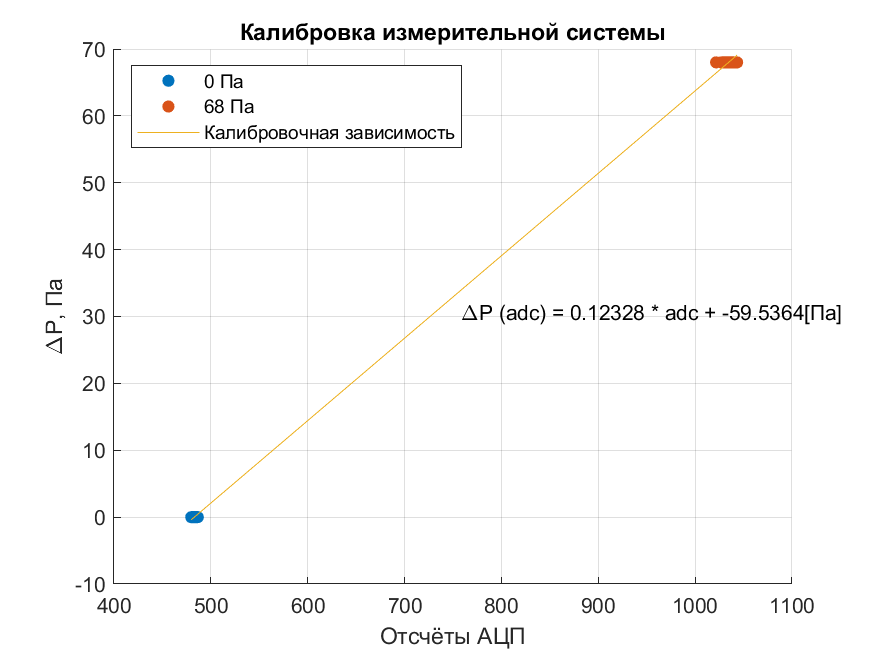 Калибровка измерительной системы
70
60
50
40
30
20
10
0
-10
ΔP, Па
0 Па
68 Па
Калибровочная зависимость
ΔP (adc) = 0.12328 * adc + -59.5364[Па]
400 500 600 700 800 900 1000 1100
Отсчёты АЦП